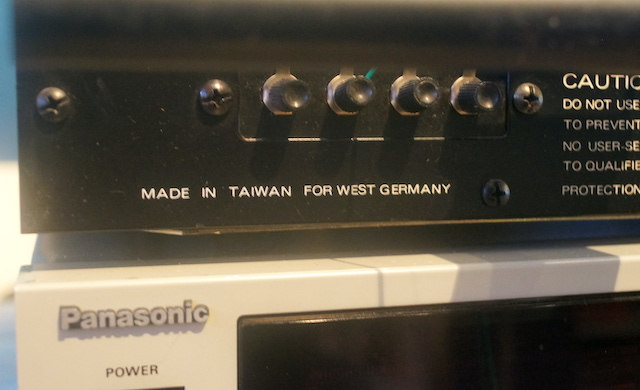 CAUTIO
DO NOT USE
TO PREVENT
NO USER-SE
TO QUALIFIE
PROTECTION
MADE IN TAIWAN FOR WEST GERMANY
Panasonic
POWER